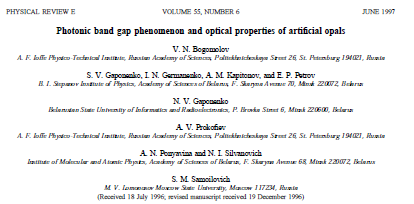 PHYSICAL REVIEW E VOLUME 55, NUMBER 6 JUNE 1997
Photonic band gap phenomenon and optical properties of artificial opals
V. N. Bogomolov
A. F. Ioffe Physico-Technical Institute, Russian Academy of Sciences, Politekhnicheskaya Street 26, St. Petersburg 194021, Russia
S. V. Gaponenko, I. N. Germanenko, A. M. Kapitonov, and E. P. Petrov
B. I. Stepanov Institute of Physics, Academy of Sciences of Belarus, F. Skaryna Avenue 70, Minsk 220072, Belarus
N. V. Gaponenko
Belarusian State University of Informatics and Radioelectronics, P. Brovka Street 6, Minsk 220600, Belarus
A. V. Prokofiev
A. F. Ioffe Physico-Technical Institute, Russian Academy of Sciences, Politekhnicheskaya Street 26, St. Petersburg 194021, Russia
A. N. Ponyavina and N. I. Silvanovich
Institute of Molecular and Atomic Physics, Academy of Sciences of Belarus, F. Skaryna Avenue 68, Minsk 220072, Belarus
S. M. Samoilovich
M. V. Lomonosov Moscow State University, Moscow 117234, Russia
(Received 18 July 1996; revised manuscript received 19 December 1996)